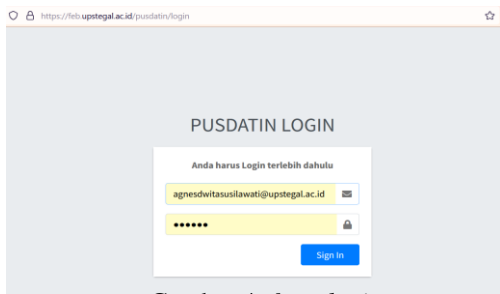 https://feb.upstegal.ac.id/pusdatin/login
PUSDATIN LOGIN
Anda harus Login terlebih dahulu
agnesdwitasusilawati@upstegal.ac.id
••••••
Sign In